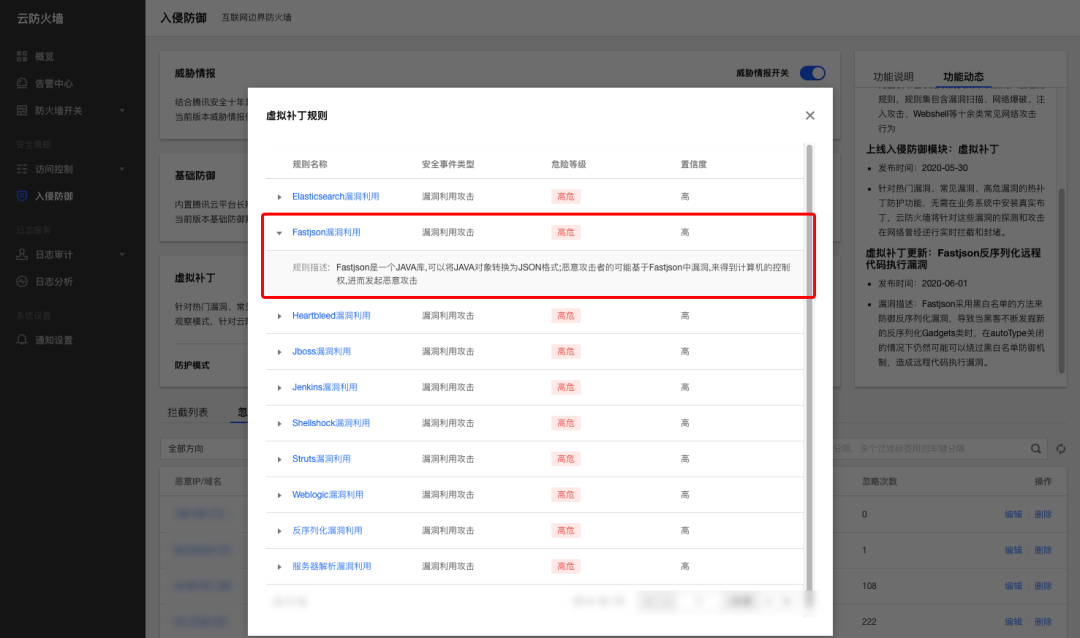 云防火墙
概览
告警中心
防火墙开关
安全策略
访问控制
入侵防御
日志服务
日志审计
日志分析
系统设置
通知设置
入侵防御 互联网边界防火墙
威胁情报 威胁情报开关
结合腾讯安全十年
当前版本威胁情报
基础防御
内置腾讯云平台长
当前版本基础防御
虚拟补丁
针对热门漏洞、常
观察模式，针对云
防护模式
拦截列表
全部方向
恶意IP/域名
虚拟补丁规则
规则名称 安全事件类型 危险等级 置信度
Elasticsearch漏洞利用 漏洞利用攻击 高危 高
Fastjson漏洞利用 漏洞利用攻击 高危 高
规则描述: Fastjson是一个JAVA库,可以将JAVA对象转换为JSON格式;恶意攻击者的可能基于Fastjson中漏洞,来得到计算机的控制
权,进而发起恶意攻击
Heartbleed漏洞利用 漏洞利用攻击 高危 高
Jboss漏洞利用 漏洞利用攻击 高危 高
Jenkins漏洞利用 漏洞利用攻击 高危 高
Shellshock漏洞利用 漏洞利用攻击 高危 高
Struts漏洞利用 漏洞利用攻击 高危 高
Weblogic漏洞利用 漏洞利用攻击 高危 高
反序列化漏洞利用 漏洞利用攻击 高危 高
服务器解析漏洞利用 漏洞利用攻击 高危 高
功能说明 功能动态
规则，规则集包含漏洞扫描、网络爆破、注
入攻击、Webshell等十余类常见网络攻击
行为
上线入侵防御模块：虚拟补丁
发布时间：2020-05-30
针对热门漏洞、常见漏洞、高危漏洞的热补
丁防护功能，无需在业务系统中安装真实布
丁，云防火墙将针对这些漏洞的探测和攻击
在网络曾经逆行实时拦截和封堵。
虚拟补丁更新：Fastjson反序列化远程
代码执行漏洞
发布时间：2020-06-01
漏洞描述：Fastjson采用黑白名单的方法来
防御反序列化漏洞，导致当黑客不断发掘新
的反序列化Gadgets类时，在autoType关闭
的情况下仍然可能可以绕过黑白名单防御机
制，造成远程代码执行漏洞。
分隔，多个过滤标签用回车键分隔
忽略次数 操作
0 编辑 删除
1 编辑 删除
108 编辑 删除
222 编辑 删除